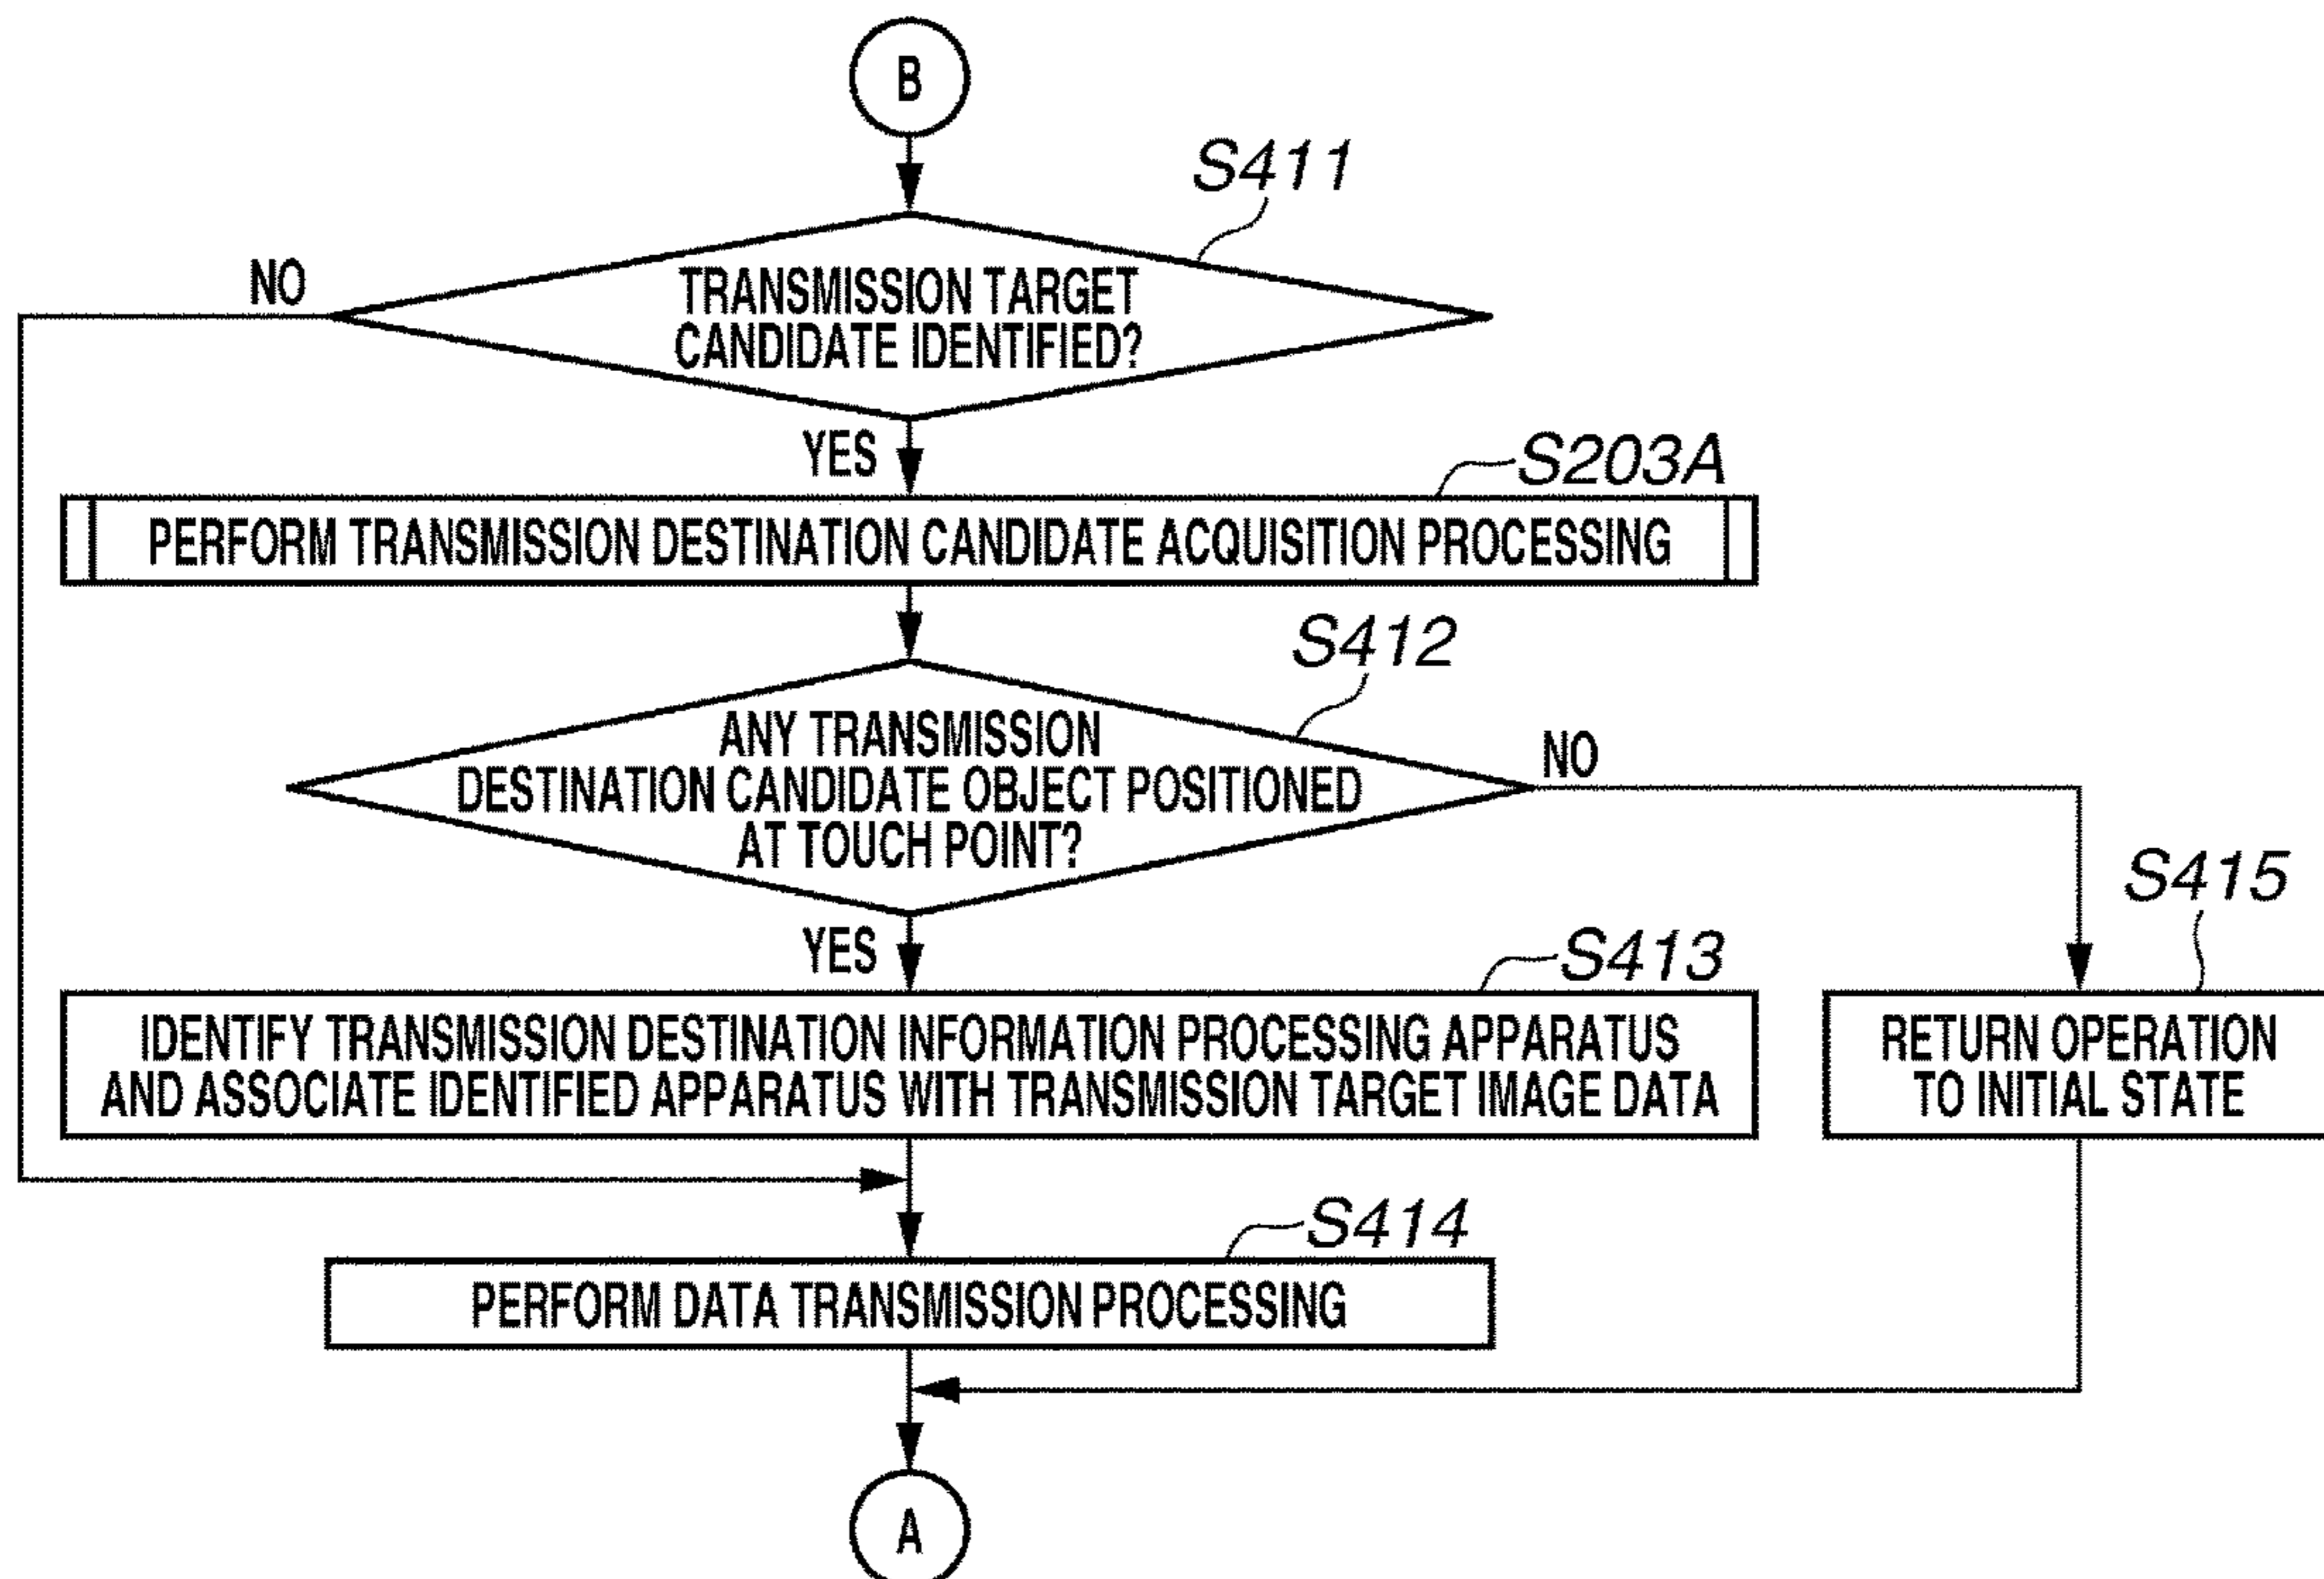 B
S411
NO
TRANSMISSION TARGET
CANDIDATE IDENTIFIED?
YES
S203A
PERFORM TRANSMISSION DESTINATION CANDIDATE ACQUISITION PROCESSING
S412
ANY TRANSMISSION
DESTINATION CANDIDATE OBJECT POSITIONED
AT TOUCH POINT?
NO
YES
S413
S415
IDENTIFY TRANSMISSION DESTINATION INFORMATION PROCESSING APPARATUS
AND ASSOCIATE IDENTIFIED APPARATUS WITH TRANSMISSION TARGET IMAGE DATA
RETURN OPERATION
TO INITIAL STATE
S414
PERFORM DATA TRANSMISSION PROCESSING
A